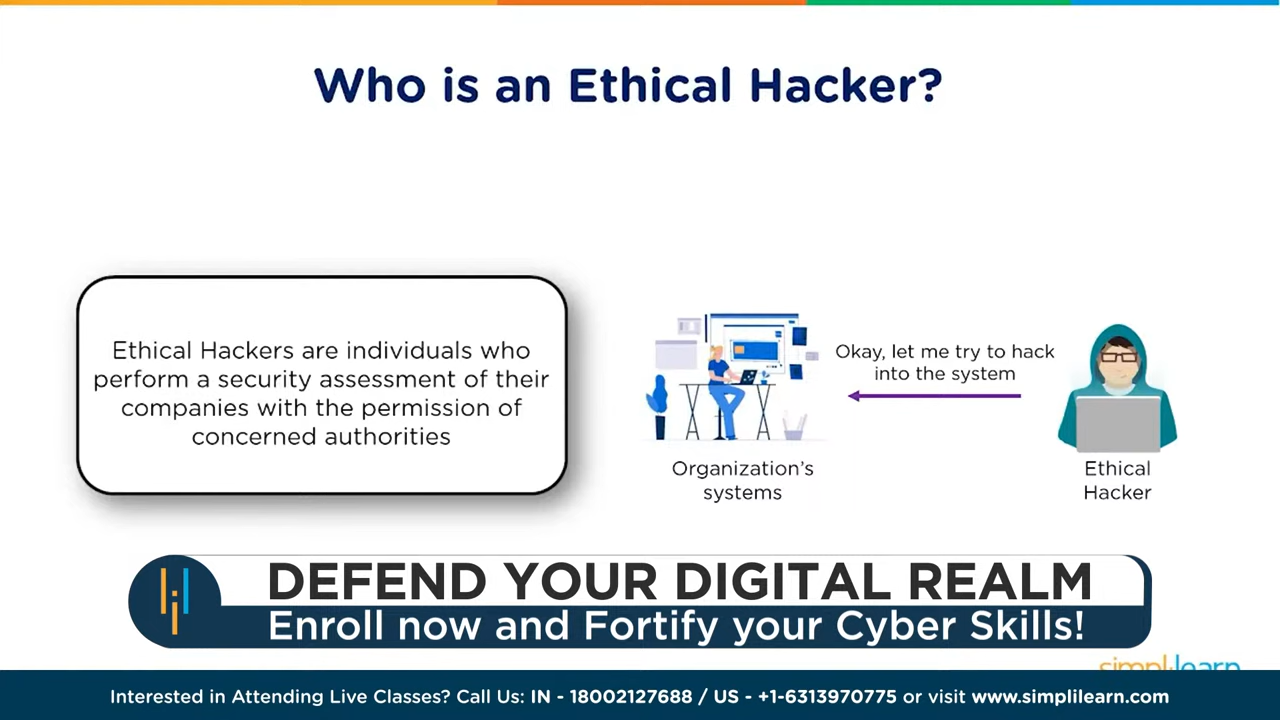 Who is an Ethical Hacker?
Ethical Hackers are individuals who
perform a security assessment of their
companies with the permission of
concerned authorities
Okay, let me try to hack
into the system
Organization's
systems
Ethical
Hacker
DEFEND YOUR DIGITAL REALM
Enroll now and Fortify your Cyber Skills!
simplilearn
Interested in Attending Live Classes? Call Us: IN - 18002127688 / US - +1-6313970775 or visit www.simplilearn.com